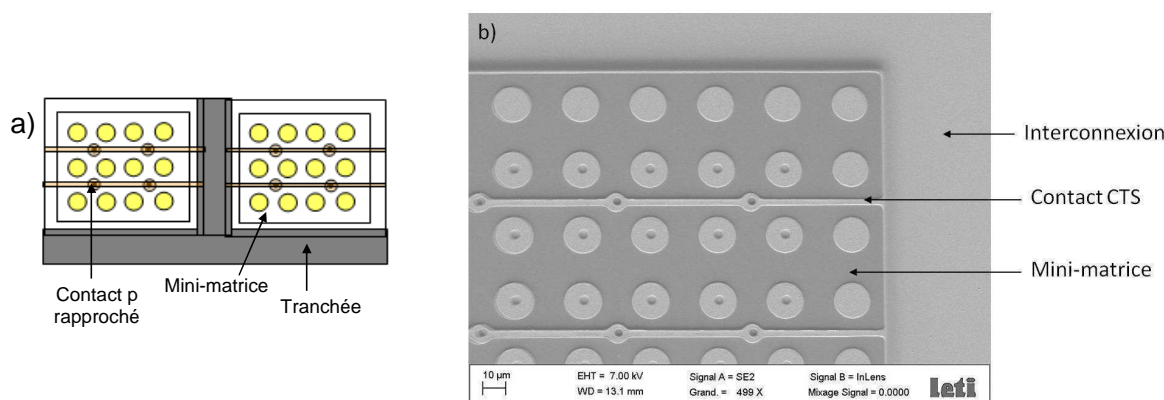 a)
Contact p
rapproché
Mini-matrice
Tranchée
b)
Interconnexion
Contact CTS
Mini-matrice
10 µm
EHT = 7.00 kV
WD = 13.1 mm
Signal A = SE2
Grand. = 499 X
Signal B = InLens
Mixage Signal = 0.0000
leti